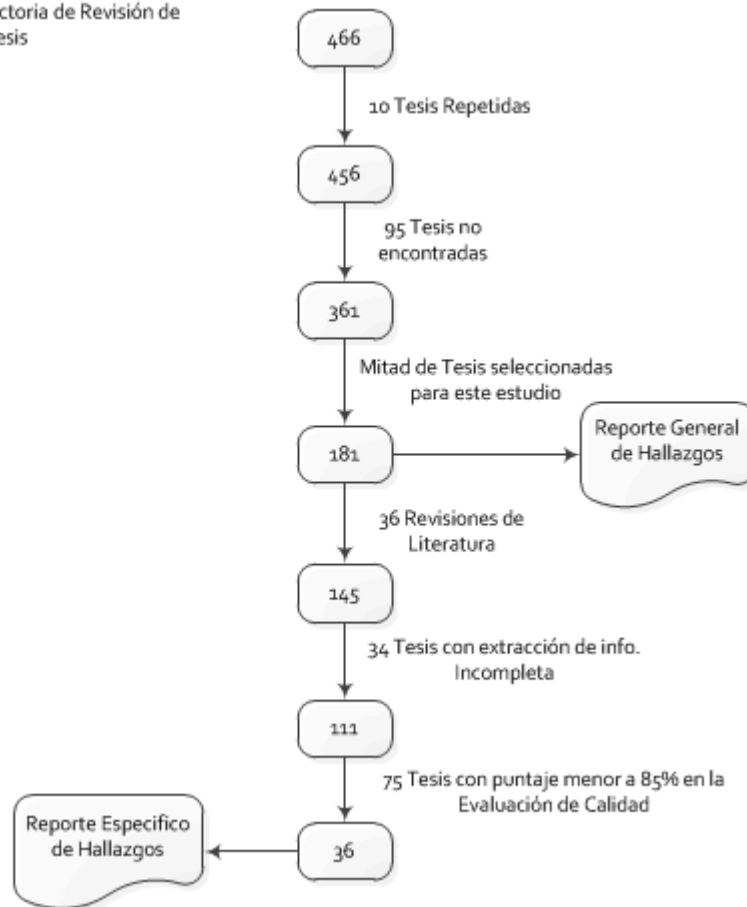 ctoria de Revisión de
esis
466
10 Tesis Repetidas
456
95 Tesis no
encontradas
361
Mitad de Tesis seleccionadas
para este estudio
181
Reporte General
de Hallazgos
36 Revisiones de
Literatura
145
34 Tesis con extracción de info.
Incompleta
111
75 Tesis con puntaje menor a 85% en la
Evaluación de Calidad
Reporte Especifico
de Hallazgos
36